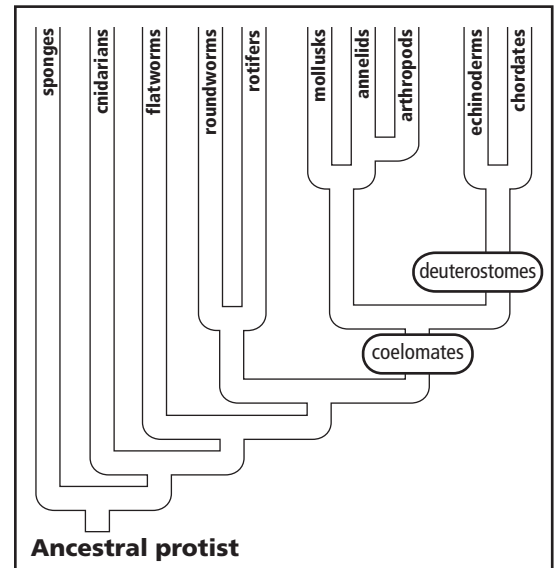 sponges
cnidarians
flatworms
roundworms
rotifers
mollusks
annelids
arthropods
echinoderms
chordates
deuterostomes
coelomates
Ancestral protist